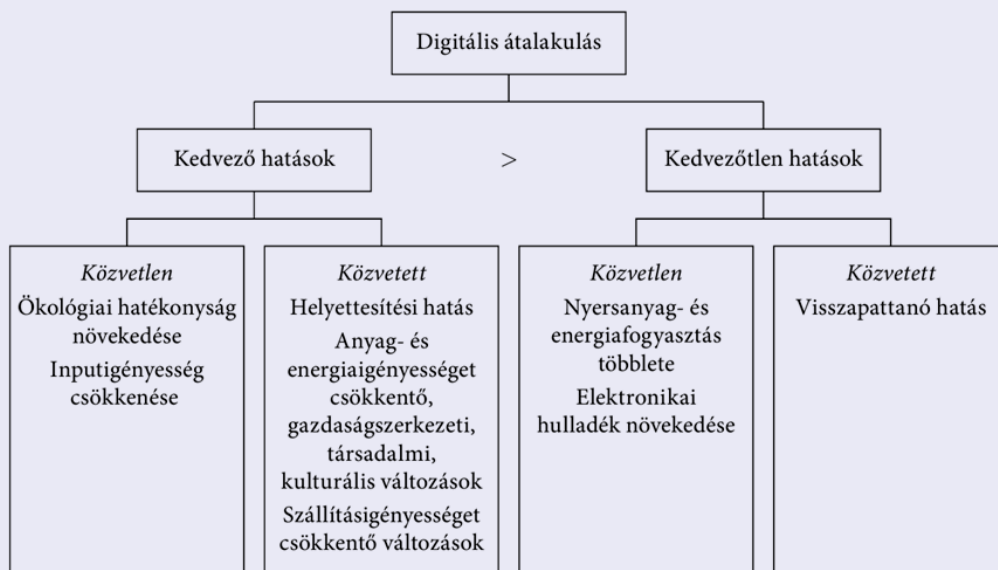 Digitális átalakulás
Kedvező hatások
>
Kedvezőtlen hatások
Közvetlen
Ökológiai hatékonyság
növekedése
Inputigényesség
csökkenése
Közvetett
Helyettesítési hatás
Anyag- és
energiaigényességet
csökkentő,
gazdaságszerkezeti,
társadalmi,
kulturális változások
Szállításigényességet
csökkentő változások
Közvetlen
Nyersanyag- és
energiafogyasztás
többlete
Elektronikai
hulladék növekedése
Közvetett
Visszapattanó hatás